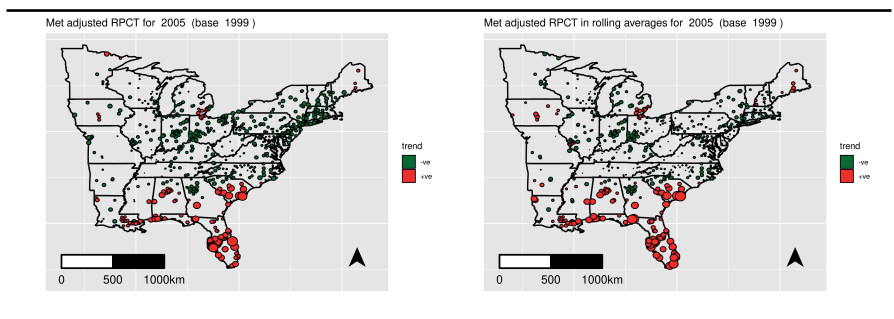 Met adjusted RPCT for 2005 (base 1999 )
trend
-ve
+ve
0 500 1000km
Met adjusted RPCT in rolling averages for 2005 (base 1999 )
trend
-ve
+ve
0 500 1000km